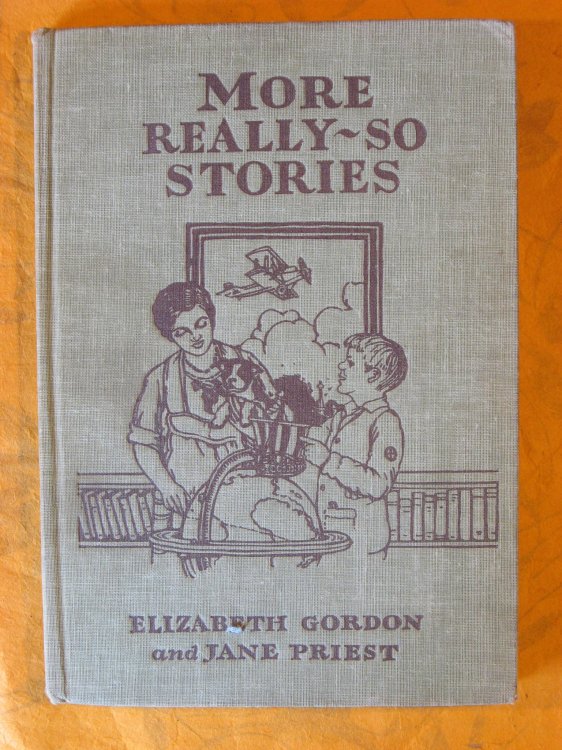 MORE
REALLY~SO
STORIES
ELIZABETH GORDON
and JANE PRIEST